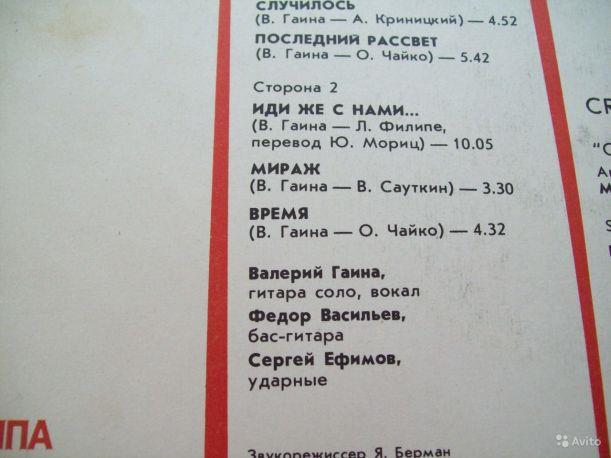 СЛУЧИЛОСЬ
(В. Гаина — А. Криницкий) — 4.52
ПОСЛЕДНИЙ РАССВЕТ
(В. Гаина — О. Чайко) — 5.42
Сторона 2
ИДИ ЖЕ С НАМИ...
(В. Гаина — Л. Филипе,
перевод Ю. Мориц) — 10.05
МИРАЖ
(В. Гаина — В. Сауткин) — 3.30
ВРЕМЯ
(В. Гаина — О. Чайко) — 4.32
Валерий Гаина,
гитара соло, вокал
Федор Васильев,
бас-гитара
Сергей Ефимов,
ударные
Звукорежиссер Я. Берман
ППА
CR
Avito